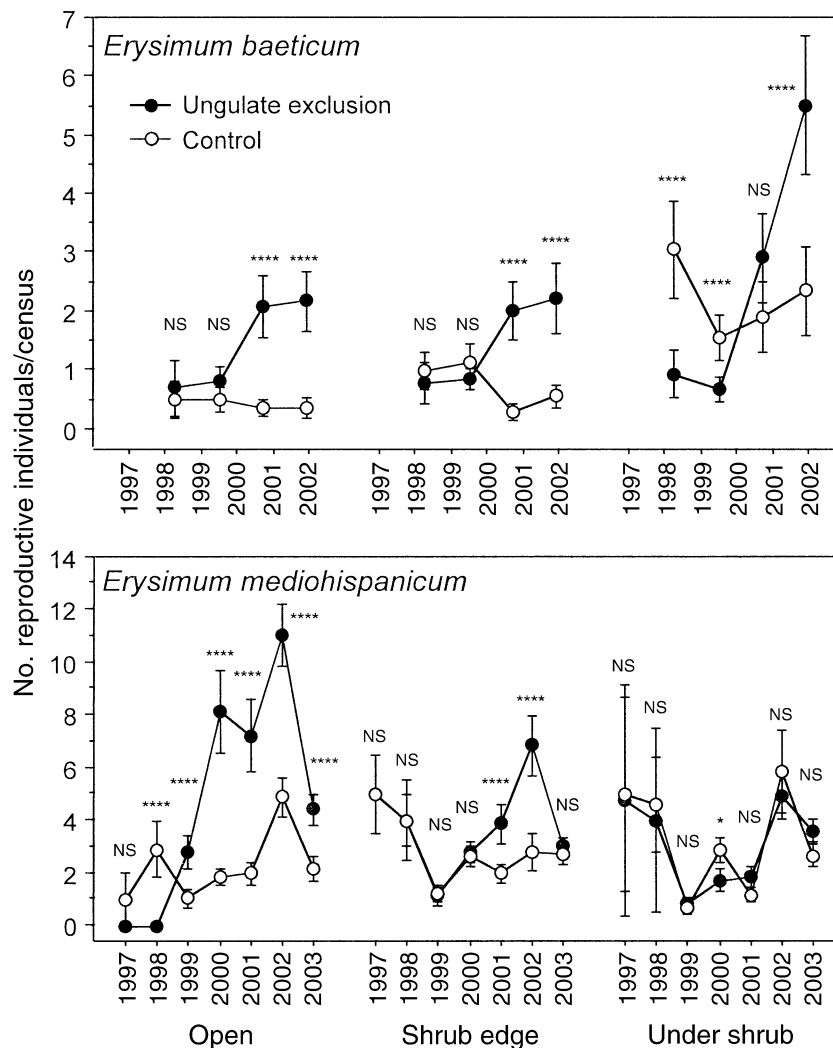 No. reproductive individuals/census
7
Erysimum baeticum
6
Ungulate exclusion
****
5
Control
4
****
NS
3
**** ****
****
****
****
2
NS NS
NS NS
1
0
1997 1998 1999 2000 2001 2002
1997 1998 1999 2000 2001 2002
1997 1998 1999 2000 2001 2002
14
Erysimum mediohispanicum
12
****
10
****
****
****
NS
8
NS
NS
NS
6
NS
****
****
****
NS
4
****
NS
NS
NS
*
NS
NS
NS
NS
2
0
1997 1998 1999 2000 2001 2002 2003
1997 1998 1999 2000 2001 2002 2003
1997 1998 1999 2000 2001 2002 2003
Open
Shrub edge
Under shrub